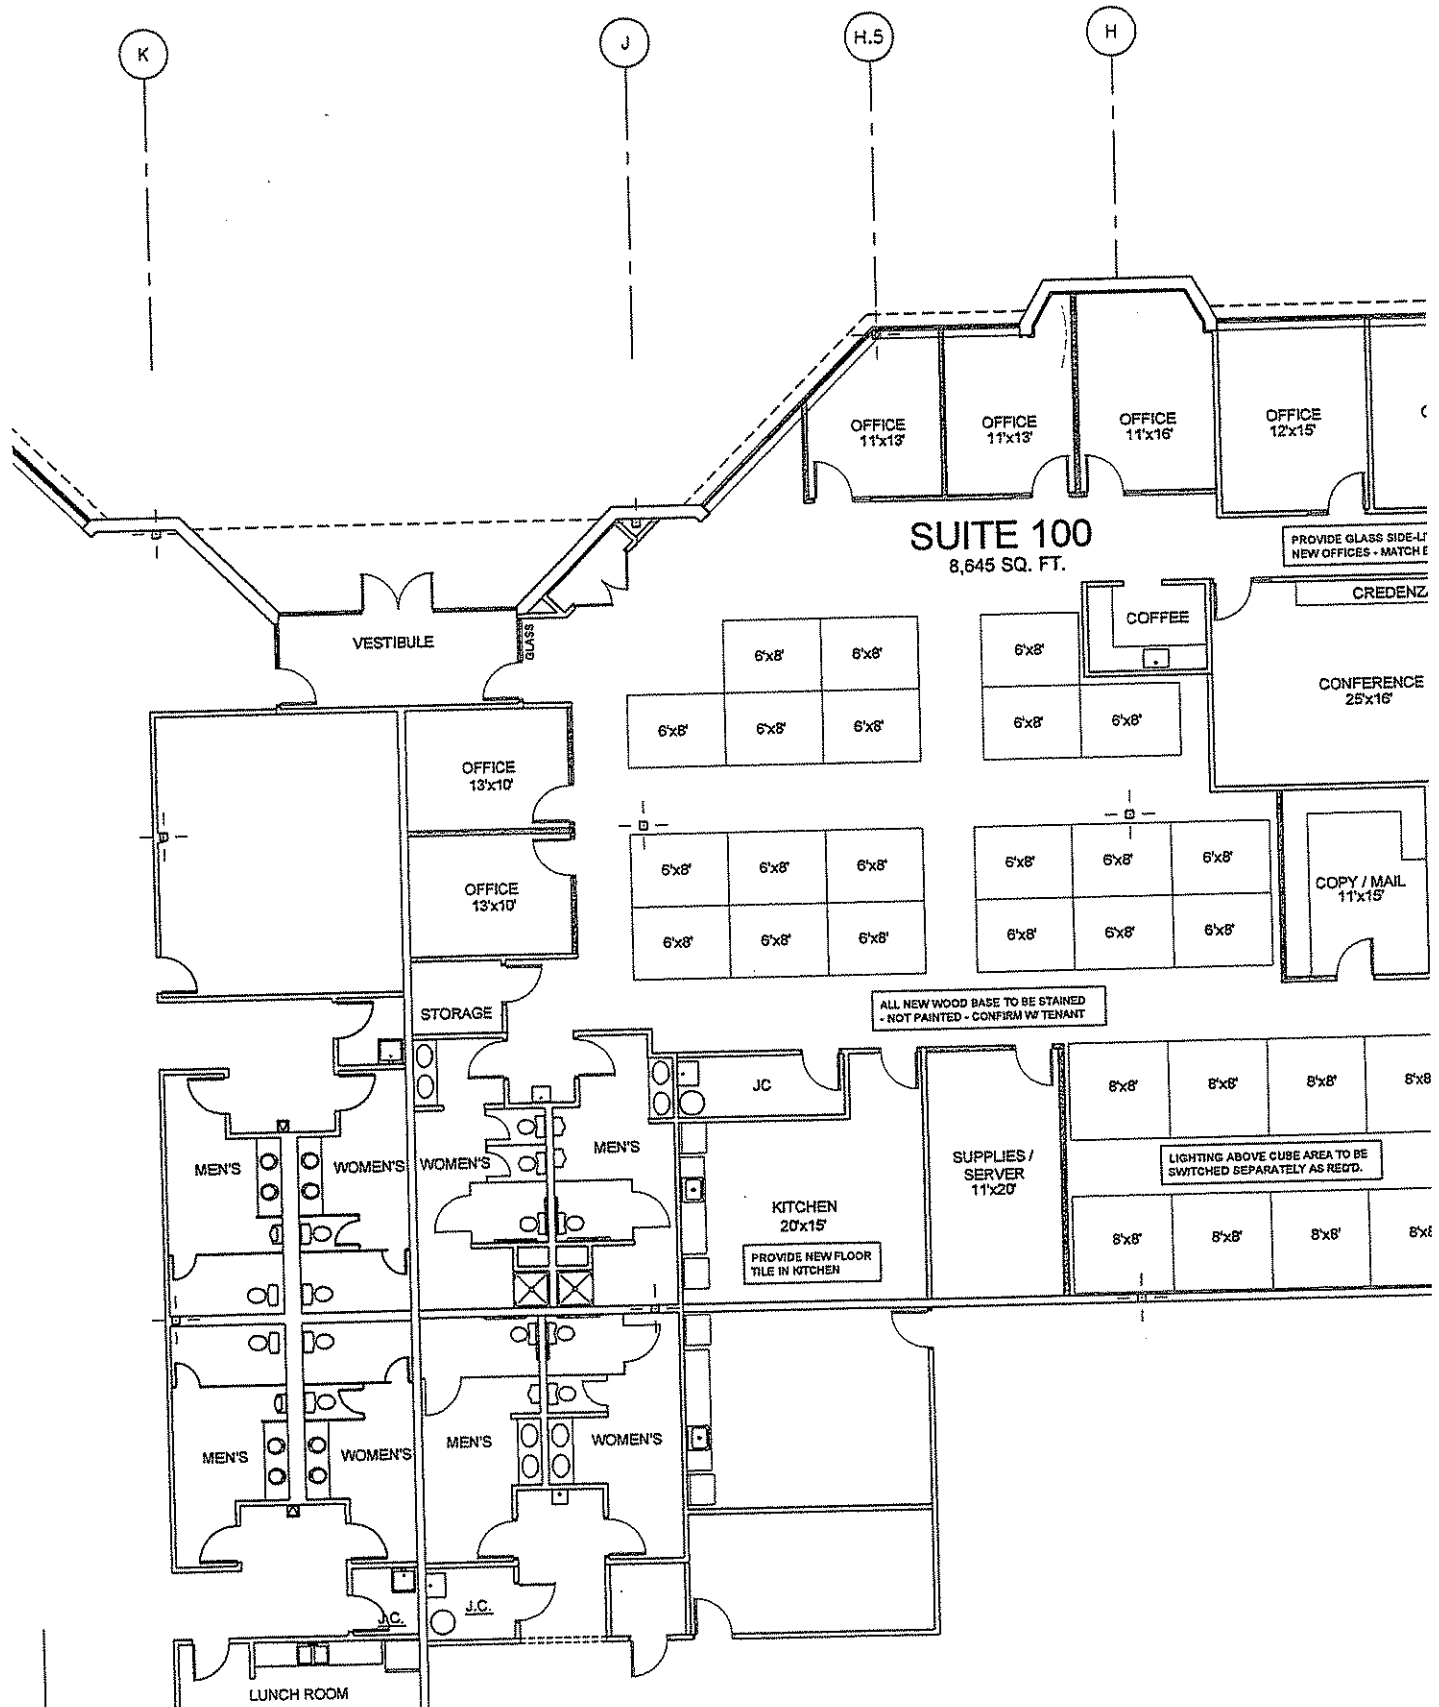 K
J
H.5
H
OFFICE
11'x13'
OFFICE
11'x13'
OFFICE
11'x16'
OFFICE
12'x15'
SUITE 100
8,645 SQ. FT.
PROVIDE GLASS SIDE-LI
NEW OFFICES - MATCH E
CREDENZA
COFFEE
VESTIBULE
GLASS
6'x8'
6'x8'
6'x8'
CONFERENCE
25'x16'
6'x8'
6'x8'
6'x8'
6'x8'
6'x8'
OFFICE
13'x10'
6'x8'
6'x8'
6'x8'
6'x8'
6'x8'
6'x8'
OFFICE
13'x10'
COPY / MAIL
11'x15'
6'x8'
6'x8'
6'x8'
6'x8'
6'x8'
6'x8'
STORAGE
ALL NEW WOOD BASE TO BE STAINED
- NOT PAINTED - CONFIRM W/ TENANT
JC
8'x8'
8'x8'
8'x8'
8'x8
MEN'S
WOMEN'S
WOMEN'S
MEN'S
SUPPLIES /
SERVER
11'x20'
LIGHTING ABOVE CUBE AREA TO BE
SWITCHED SEPARATELY AS REQ'D.
KITCHEN
20'x15'
PROVIDE NEW FLOOR
TILE IN KITCHEN
8'x8'
8'x8'
8'x8'
8'x8
MEN'S
WOMEN'S
MEN'S
WOMEN'S
J.C.
J.C.
LUNCH ROOM